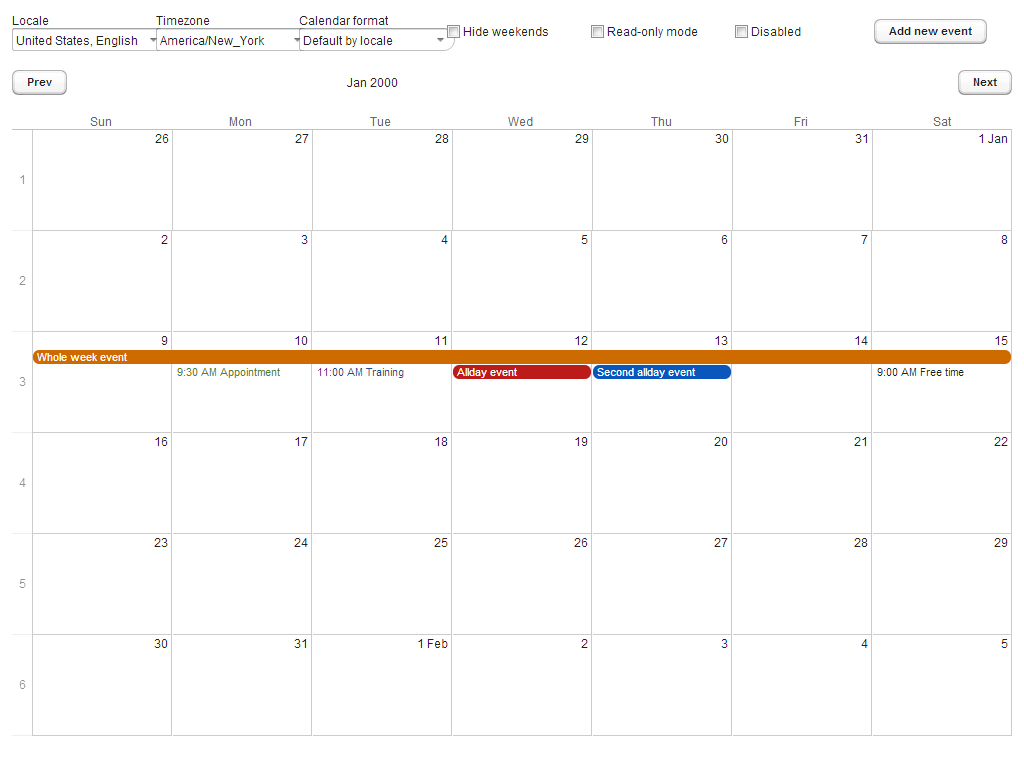 Locale Timezone Calendar format
United States, English America/New_York Default by locale Hide weekends Read-only mode Disabled Add new event
Prev Jan 2000 Next
Sun Mon Tue Wed Thu Fri Sat
26 27 28 29 30 31 1 Jan
1
2 3 4 5 6 7 8
2
9 10 11 12 13 14 15
Whole week event
9:30 AM Appointment 11:00 AM Training Allday event Second allday event 9:00 AM Free time
3
16 17 18 19 20 21 22
4
23 24 25 26 27 28 29
5
30 31 1 Feb 2 3 4 5
6